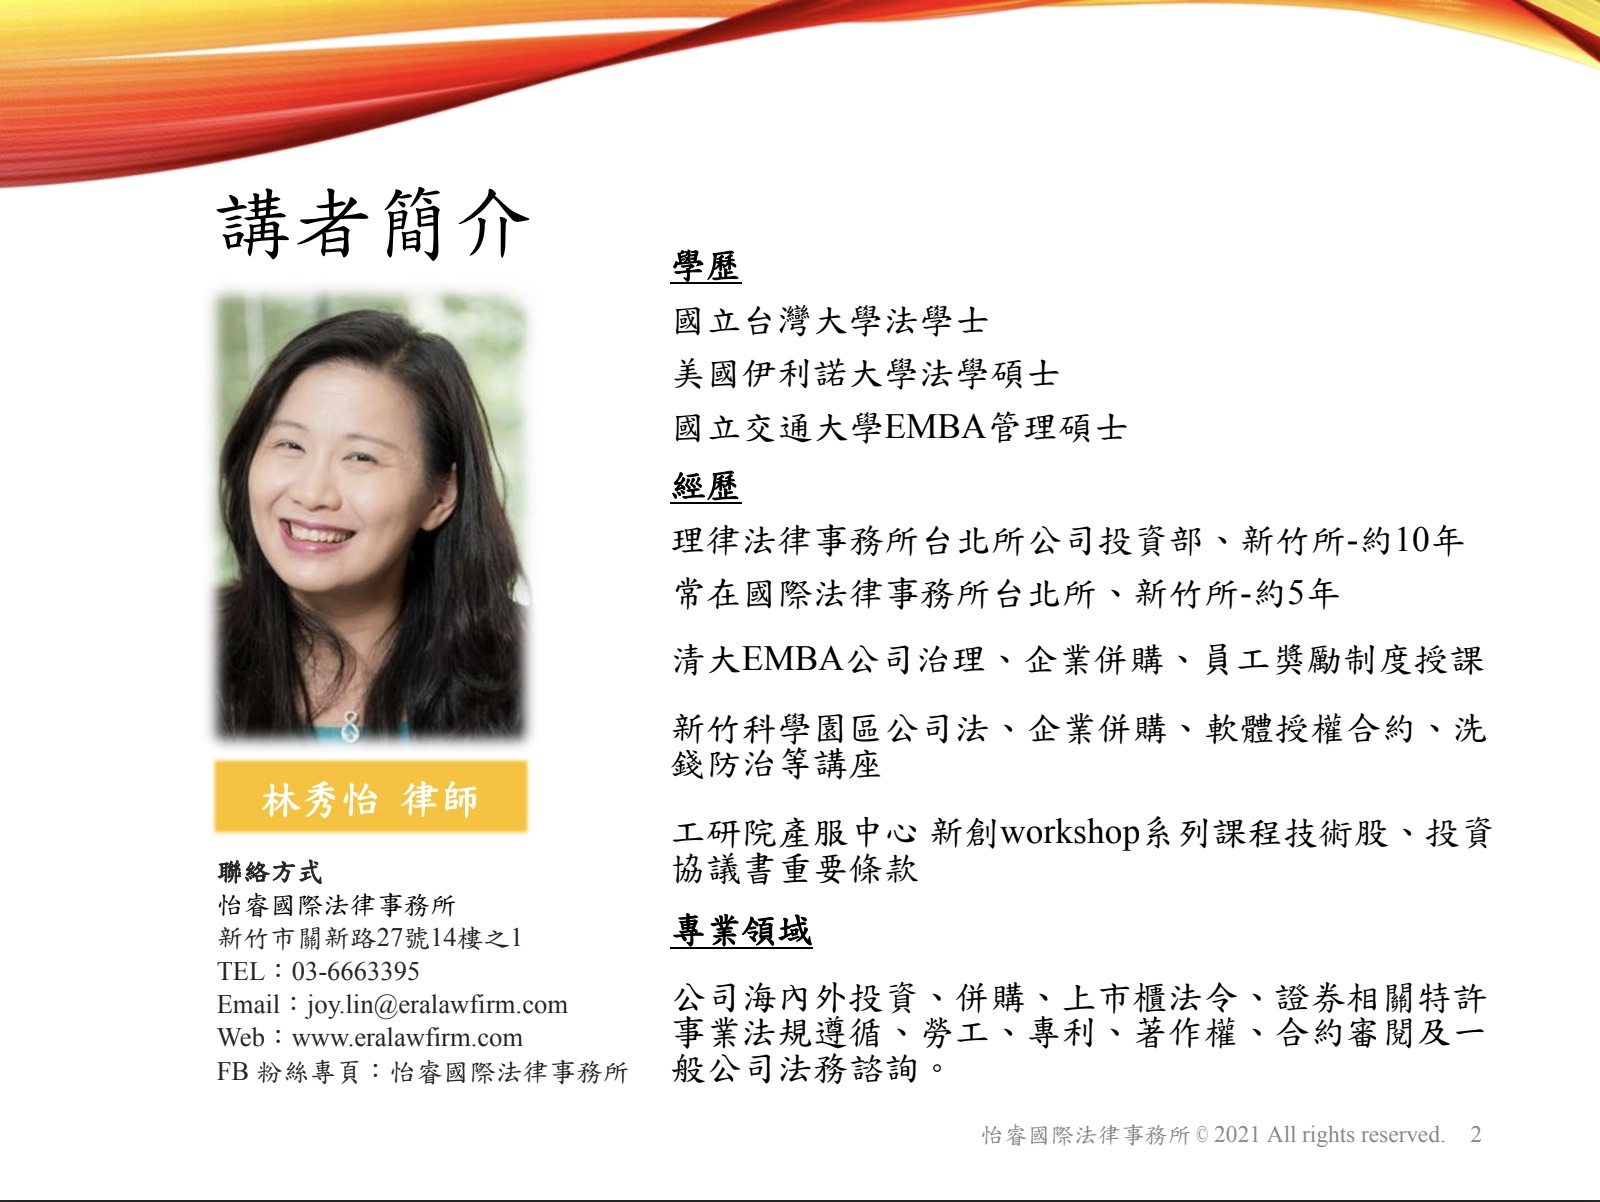 講者簡介
林秀怡 律師
聯絡方式
怡睿國際法律事務所
新竹市關新路27號14樓之1
TEL：03-6663395
Email：joy.lin@eralawfirm.com
Web：www.eralawfirm.com
FB 粉絲專頁：怡睿國際法律事務所
學歷
國立台灣大學法學士
美國伊利諾大學法學碩士
國立交通大學EMBA管理碩士
經歷
理律法律事務所台北所公司投資部、新竹所-約10年
常在國際法律事務所台北所、新竹所-約5年
清大EMBA公司治理、企業併購、員工獎勵制度授課
新竹科學園區公司法、企業併購、軟體授權合約、洗
錢防治等講座
工研院產服中心 新創workshop系列課程技術股、投資
協議書重要條款
專業領域
公司海內外投資、併購、上市櫃法令、證券相關特許
事業法規遵循、勞工、專利、著作權、合約審閱及一
般公司法務諮詢。
怡睿國際法律事務所 © 2021 All rights reserved. 2